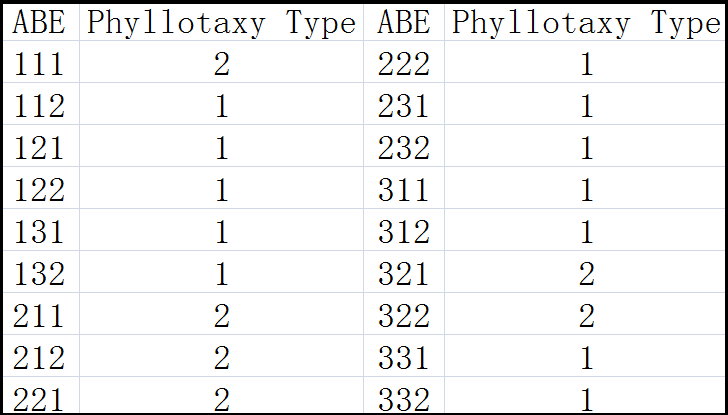 ABE Phyllotaxy Type ABE Phyllotaxy Type
111 2 222 1
112 1 231 1
121 1 232 1
122 1 311 1
131 1 312 1
132 1 321 2
211 2 322 2
212 2 331 1
221 2 332 1